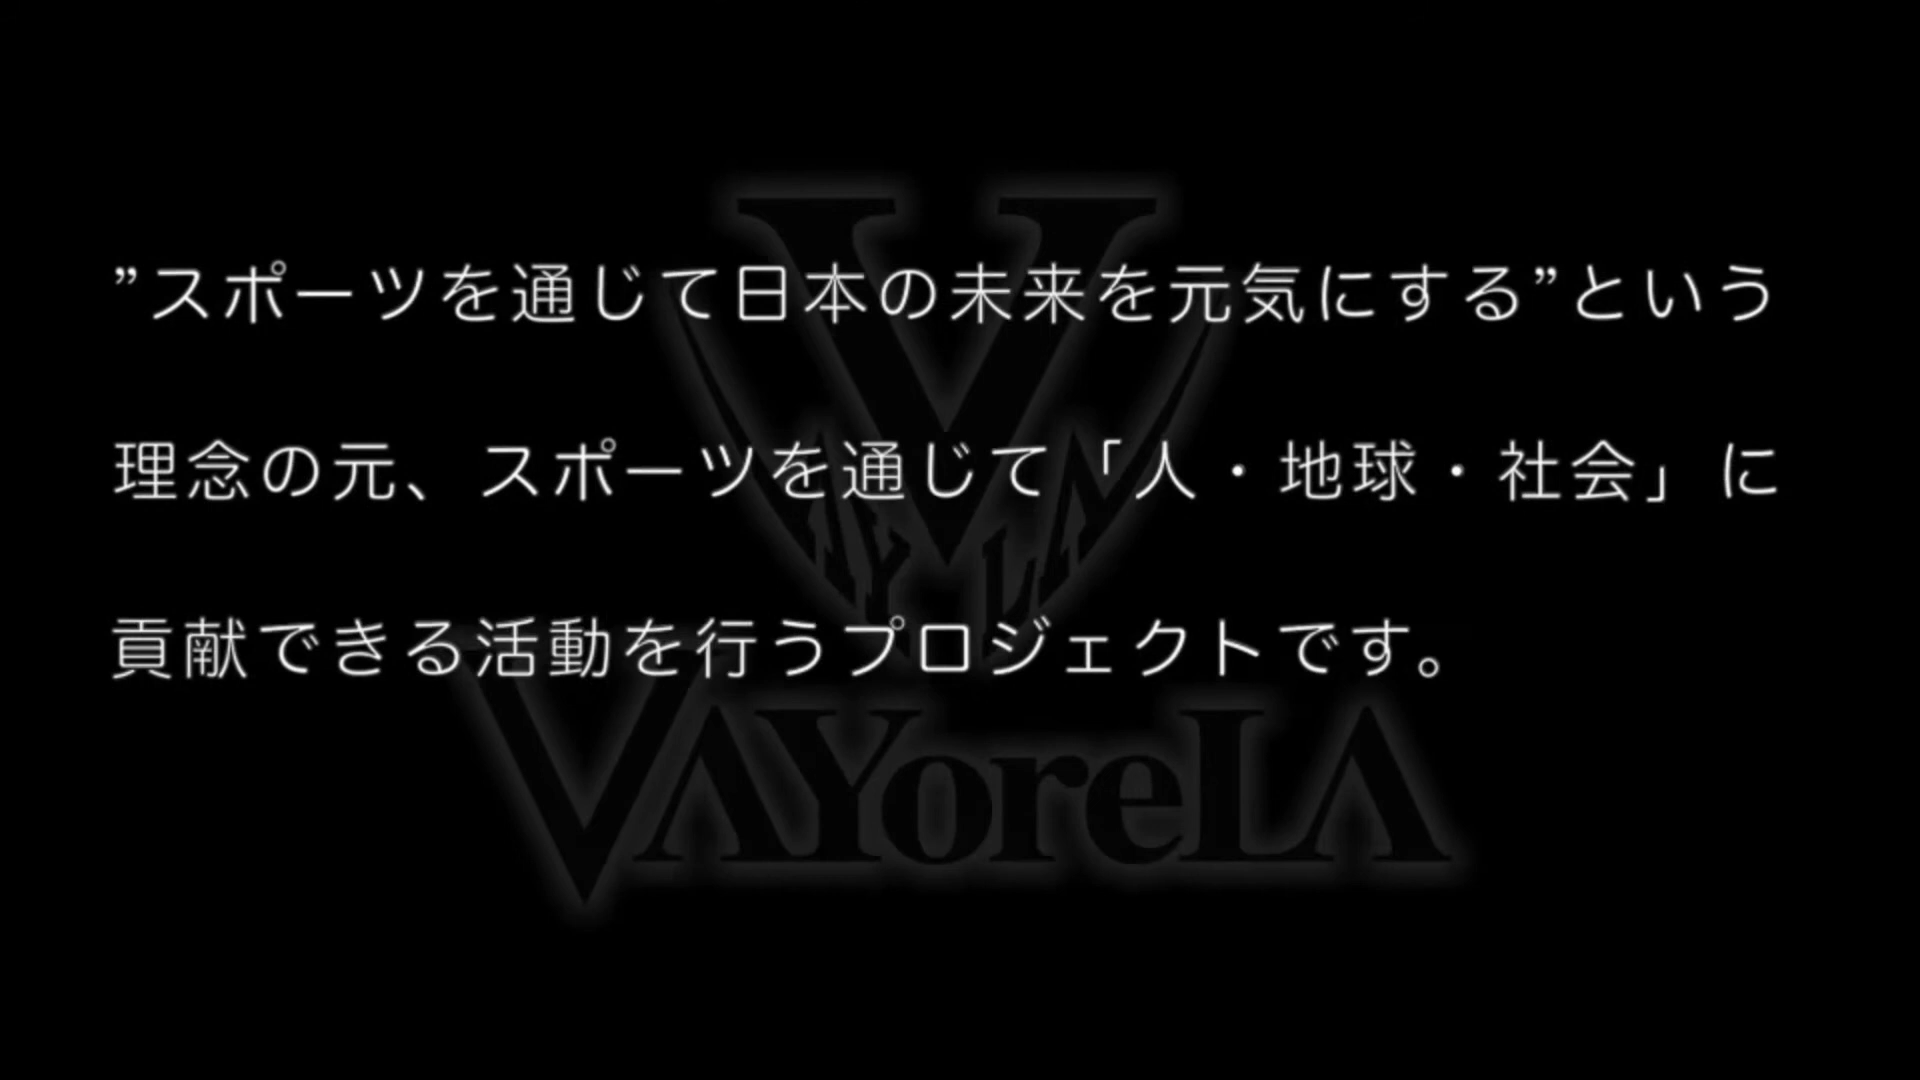 ”スポーツを通じて日本の未来を元気にする”という
理念の元、スポーツを通じて「人・地球・社会」に
貢献できる活動を行うプロジェクトです。
VAYoreLA